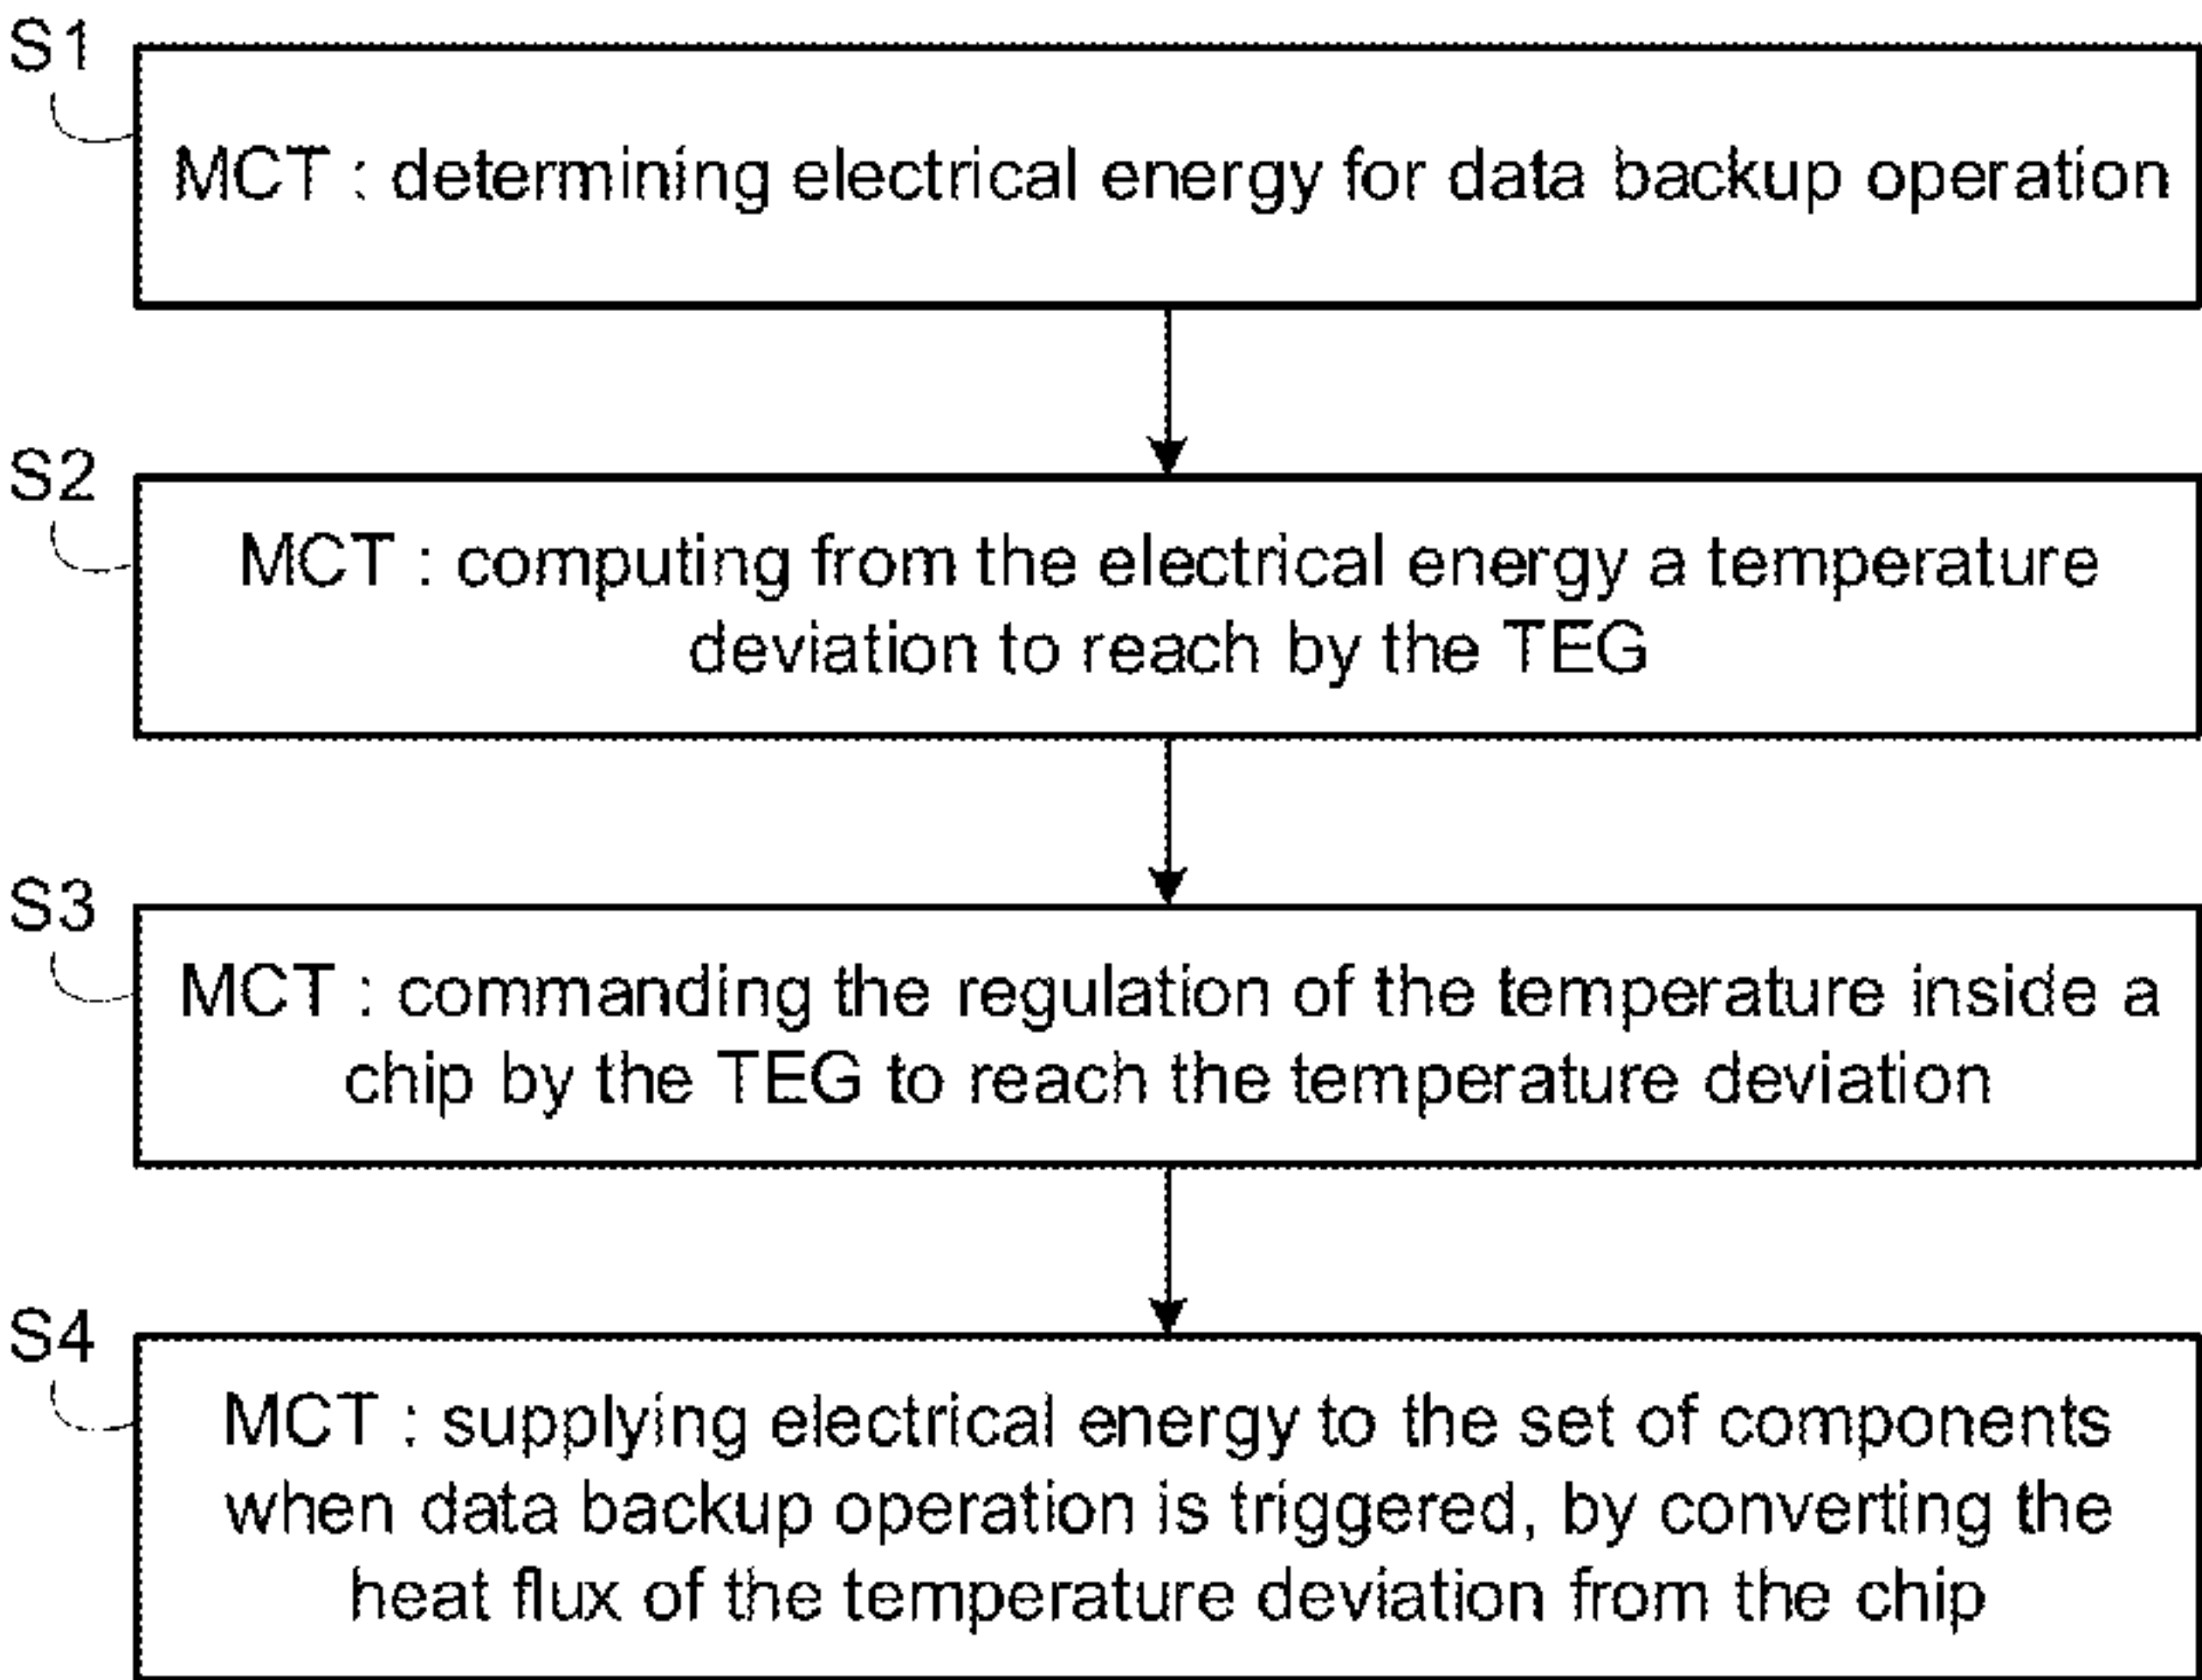 S1
MCT : determining electrical energy for data backup operation
S2
MCT : computing from the electrical energy a temperature
deviation to reach by the TEG
S3
MCT : commanding the regulation of the temperature inside a
chip by the TEG to reach the temperature deviation
S4
MCT : supplying electrical energy to the set of components
when data backup operation is triggered, by converting the
heat flux of the temperature deviation from the chip